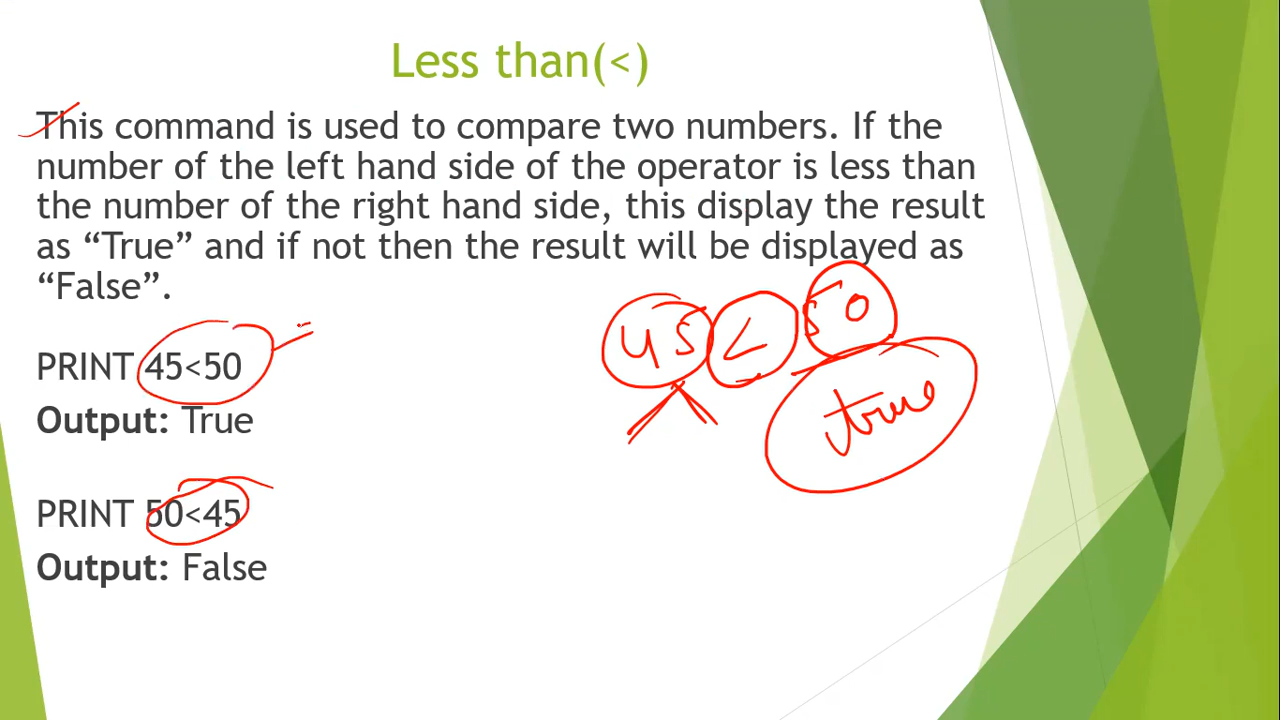 Less than(<)
This command is used to compare two numbers. If the
number of the left hand side of the operator is less than
the number of the right hand side, this display the result
as “True” and if not then the result will be displayed as
“False”.
45 < 50
PRINT 45<50
true
Output: True
PRINT 50<45
Output: False